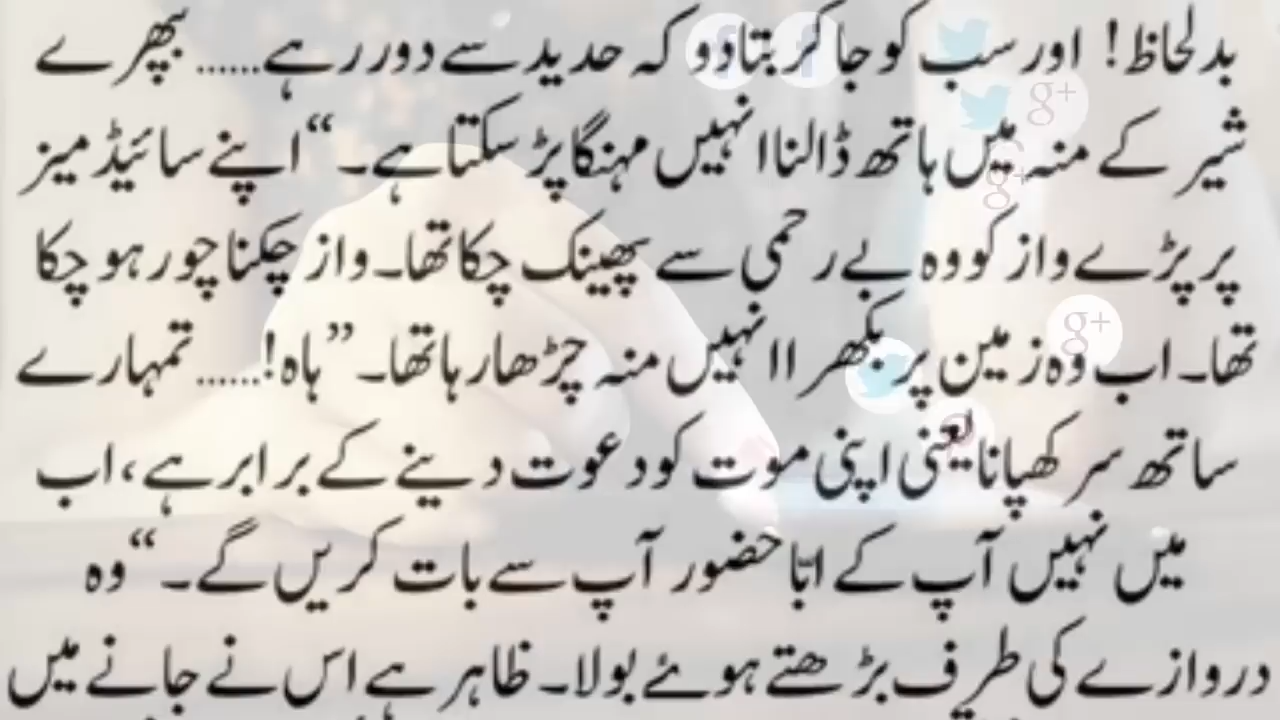 بدلحاظ! اور سب کو جا کر بتادو کہ حدید سے دور رہے...... بپھرے
شیر کے منہ میں ہاتھ ڈالنا انہیں مہنگا پڑ سکتا ہے۔“ اپنے سائیڈ میز
پر پڑے واز کو وہ بے رحمی سے پھینک چکا تھا۔ واز چکنا چور ہو چکا
تھا۔ اب وہ زمین پر بکھرا انہیں منہ چڑھا رہا تھا۔ ”ہاہ!...... تمہارے
ساتھ سر کھپانا یعنی اپنی موت کو دعوت دینے کے برابر ہے، اب
میں نہیں آپ کے ابّا حضور آپ سے بات کریں گے۔“ وہ
دروازے کی طرف بڑھتے ہوئے بولا۔ ظاہر ہے اس نے جانے میں